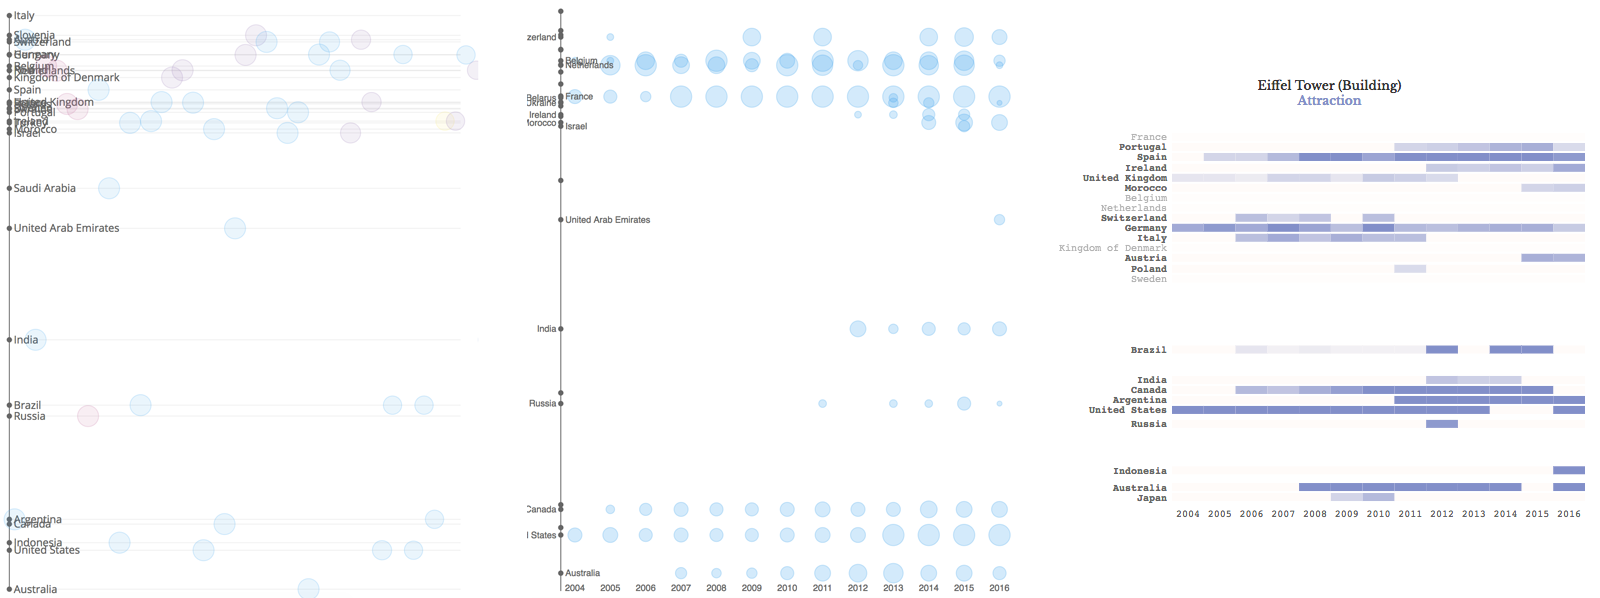 Italy
Slovenia
Switzerland
Belgium
Kingdom of Denmark
Spain
United Kingdom
Portugal
Morocco
Israel
Saudi Arabia
United Arab Emirates
India
Brazil
Russia
Argentina
Canada
Indonesia
United States
Australia
zerland
Belgium
Netherlands
Belarus
France
Ukraine
Ireland
Morocco
Israel
United Arab Emirates
India
Russia
Canada
l States
Australia
2004 2005 2006 2007 2008 2009 2010 2011 2012 2013 2014 2015 2016
Eiffel Tower (Building)
Attraction
France
Portugal
Spain
Ireland
United Kingdom
Morocco
Belgium
Netherlands
Switzerland
Germany
Italy
Kingdom of Denmark
Austria
Poland
Sweden
Brazil
India
Canada
Argentina
United States
Russia
Indonesia
Australia
Japan
2004 2005 2006 2007 2008 2009 2010 2011 2012 2013 2014 2015 2016